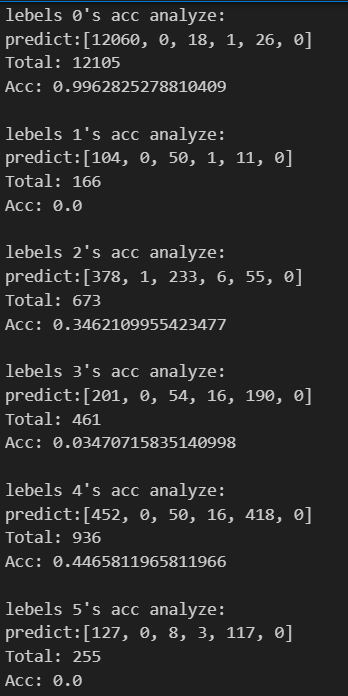 lebels 0's acc analyze:
predict:[12060, 0, 18, 1, 26, 0]
Total: 12105
Acc: 0.9962825278810409
lebels 1's acc analyze:
predict:[104, 0, 50, 1, 11, 0]
Total: 166
Acc: 0.0
lebels 2's acc analyze:
predict:[378, 1, 233, 6, 55, 0]
Total: 673
Acc: 0.3462109955423477
lebels 3's acc analyze:
predict:[201, 0, 54, 16, 190, 0]
Total: 461
Acc: 0.03470715835140998
lebels 4's acc analyze:
predict:[452, 0, 50, 16, 418, 0]
Total: 936
Acc: 0.4465811965811966
lebels 5's acc analyze:
predict:[127, 0, 8, 3, 117, 0]
Total: 255
Acc: 0.0